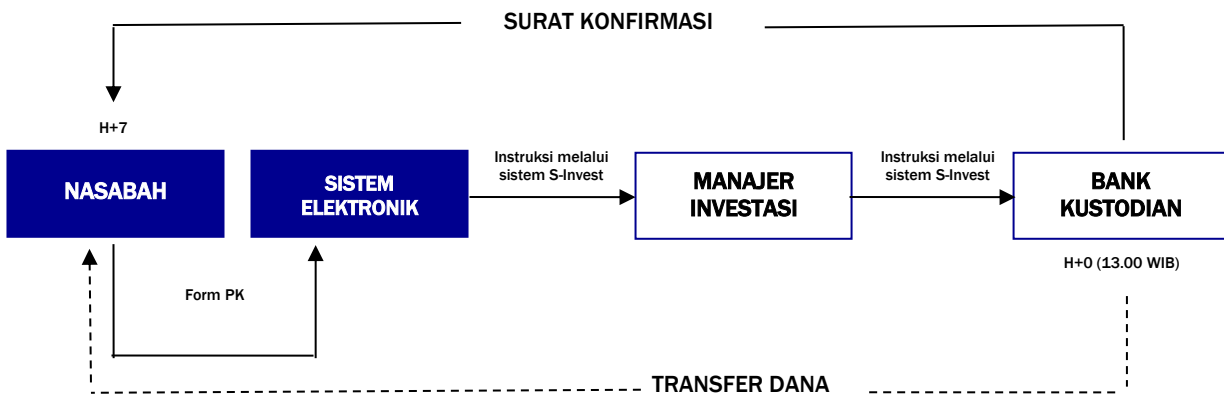 SURAT KONFIRMASI
H+7
NASABAH
SISTEM
ELEKTRONIK
Instruksi melalui
sistem S-Invest
MANAJER
INVESTASI
Instruksi melalui
sistem S-Invest
BANK
KUSTODIAN
H+0 (13.00 WIB)
Form PK
TRANSFER DANA